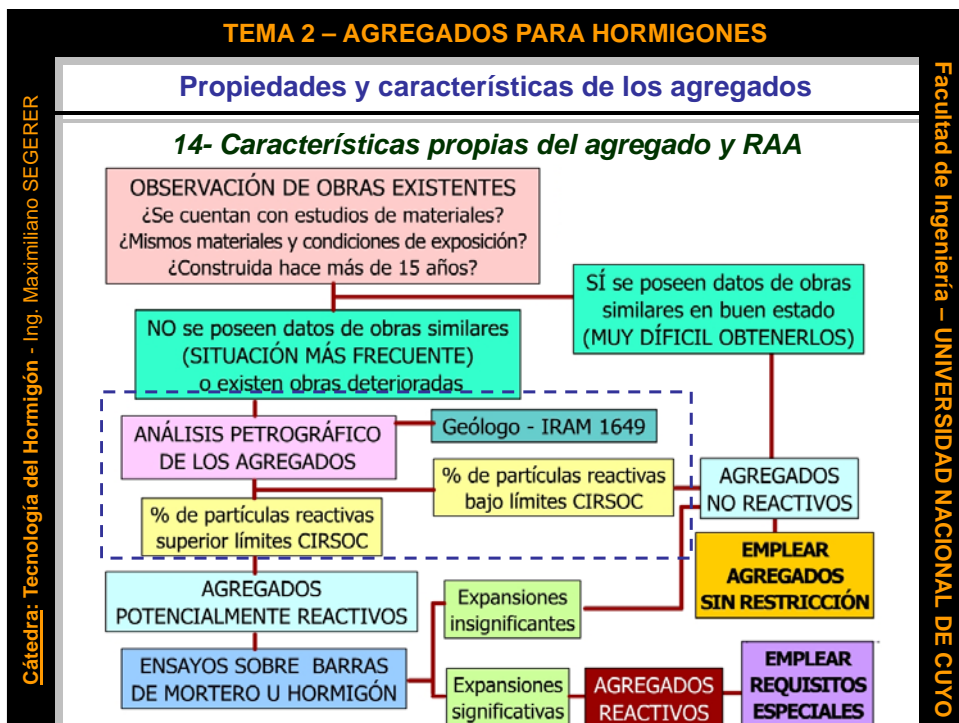 TEMA 2 – AGREGADOS PARA HORMIGONES
Propiedades y características de los agregados
14- Características propias del agregado y RAA
OBSERVACIÓN DE OBRAS EXISTENTES
¿Se cuentan con estudios de materiales?
¿Mismos materiales y condiciones de exposición?
¿Construida hace más de 15 años?
SÍ se poseen datos de obras
similares en buen estado
(MUY DÍFICIL OBTENERLOS)
NO se poseen datos de obras similares
(SITUACIÓN MÁS FRECUENTE)
o existen obras deterioradas
ANÁLISIS PETROGRÁFICO
DE LOS AGREGADOS
Geólogo - IRAM 1649
% de partículas reactivas
bajo límites CIRSOC
AGREGADOS
NO REACTIVOS
% de partículas reactivas
superior límites CIRSOC
EMPLEAR
AGREGADOS
SIN RESTRICCIÓN
AGREGADOS
POTENCIALMENTE REACTIVOS
Expansiones
insignificantes
ENSAYOS SOBRE BARRAS
DE MORTERO U HORMIGÓN
Expansiones
significativas
AGREGADOS
REACTIVOS
EMPLEAR
REQUISITOS
ESPECIALES
Cátedra: Tecnología del Hormigón - Ing. Maximiliano SEGERER
Facultad de Ingeniería – UNIVERSIDAD NACIONAL DE CUYO